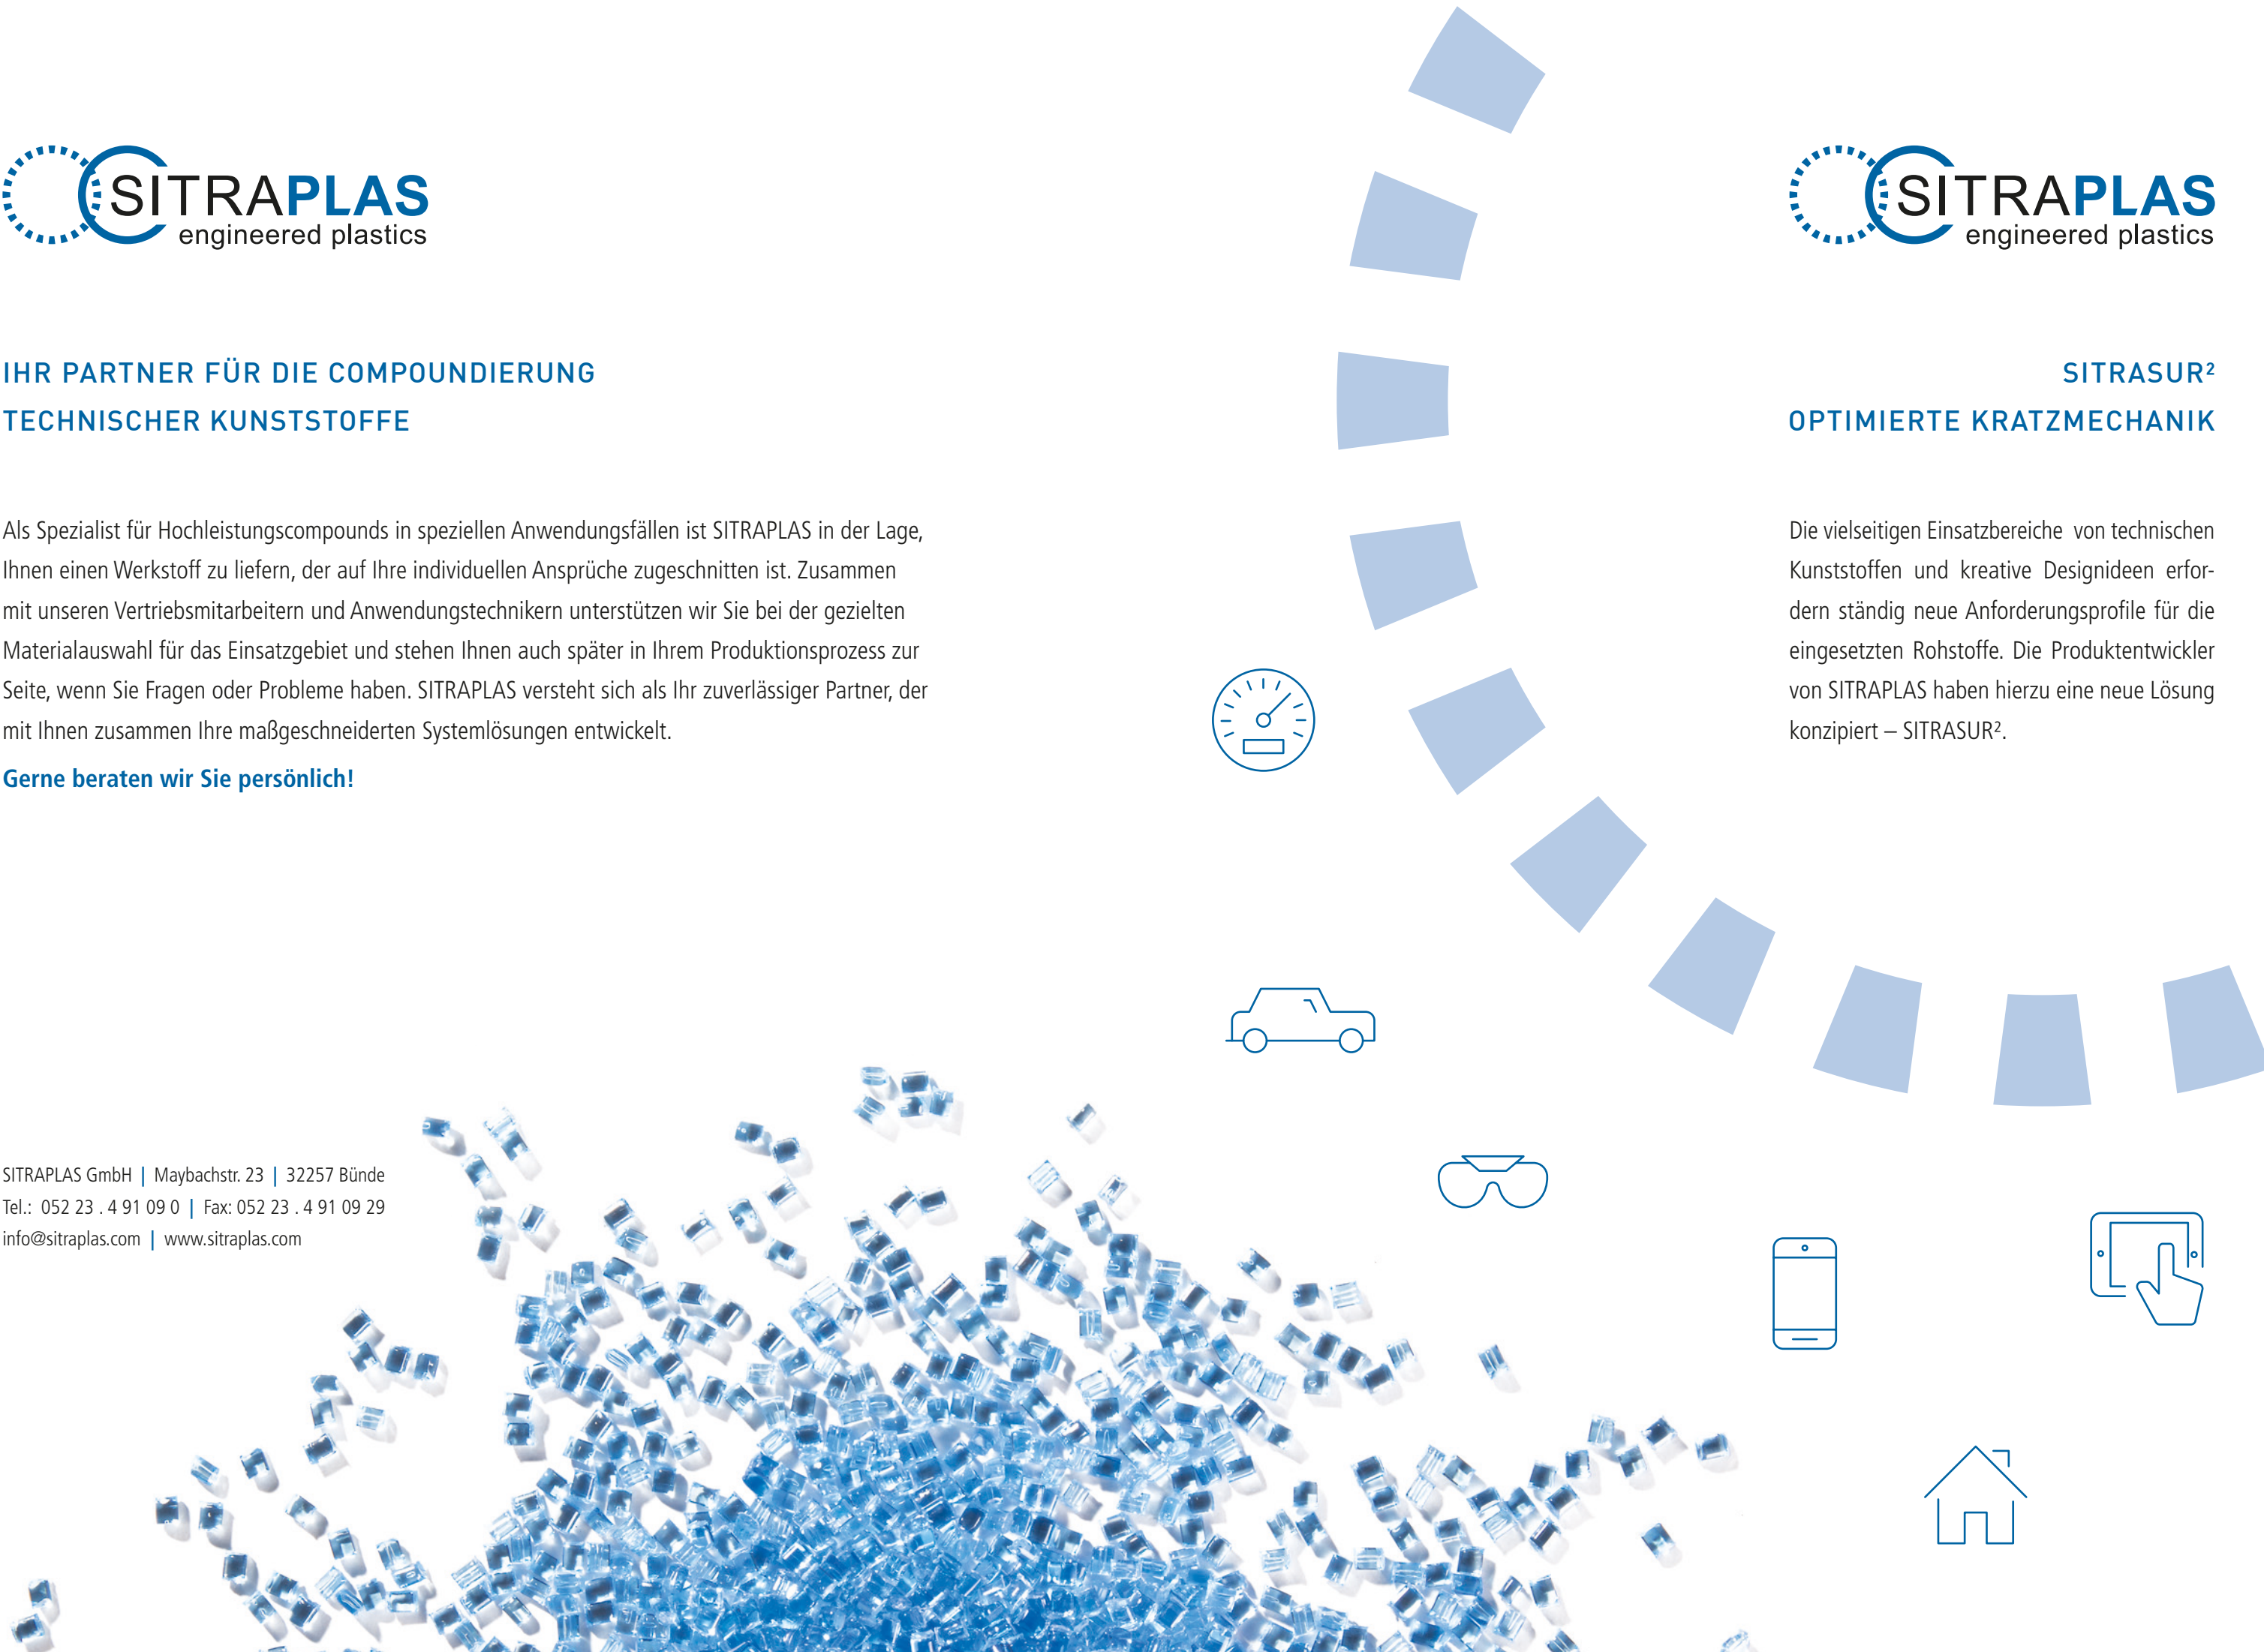 SITRAPLAS
engineered plastics
IHR PARTNER FÜR DIE COMPOUNDIERUNG
TECHNISCHER KUNSTSTOFFE
Als Spezialist für Hochleistungscompounds in speziellen Anwendungsfällen ist SITRAPLAS in der Lage,
Ihnen einen Werkstoff zu liefern, der auf Ihre individuellen Ansprüche zugeschnitten ist. Zusammen
mit unseren Vertriebsmitarbeitern und Anwendungstechnikern unterstützen wir Sie bei der gezielten
Materialauswahl für das Einsatzgebiet und stehen Ihnen auch später in Ihrem Produktionsprozess zur
Seite, wenn Sie Fragen oder Probleme haben. SITRAPLAS versteht sich als Ihr zuverlässiger Partner, der
mit Ihnen zusammen Ihre maßgeschneiderten Systemlösungen entwickelt.
Gerne beraten wir Sie persönlich!
SITRAPLAS GmbH | Maybachstr. 23 | 32257 Bünde
Tel.: 052 23 . 4 91 09 0 | Fax: 052 23 . 4 91 09 29
info@sitraplas.com | www.sitraplas.com
SITRAPLAS
engineered plastics
SITRASUR²
OPTIMIERTE KRATZMECHANIK
Die vielseitigen Einsatzbereiche von technischen
Kunststoffen und kreative Designideen erfor-
dern ständig neue Anforderungsprofile für die
eingesetzten Rohstoffe. Die Produktentwickler
von SITRAPLAS haben hierzu eine neue Lösung
konzipiert – SITRASUR².